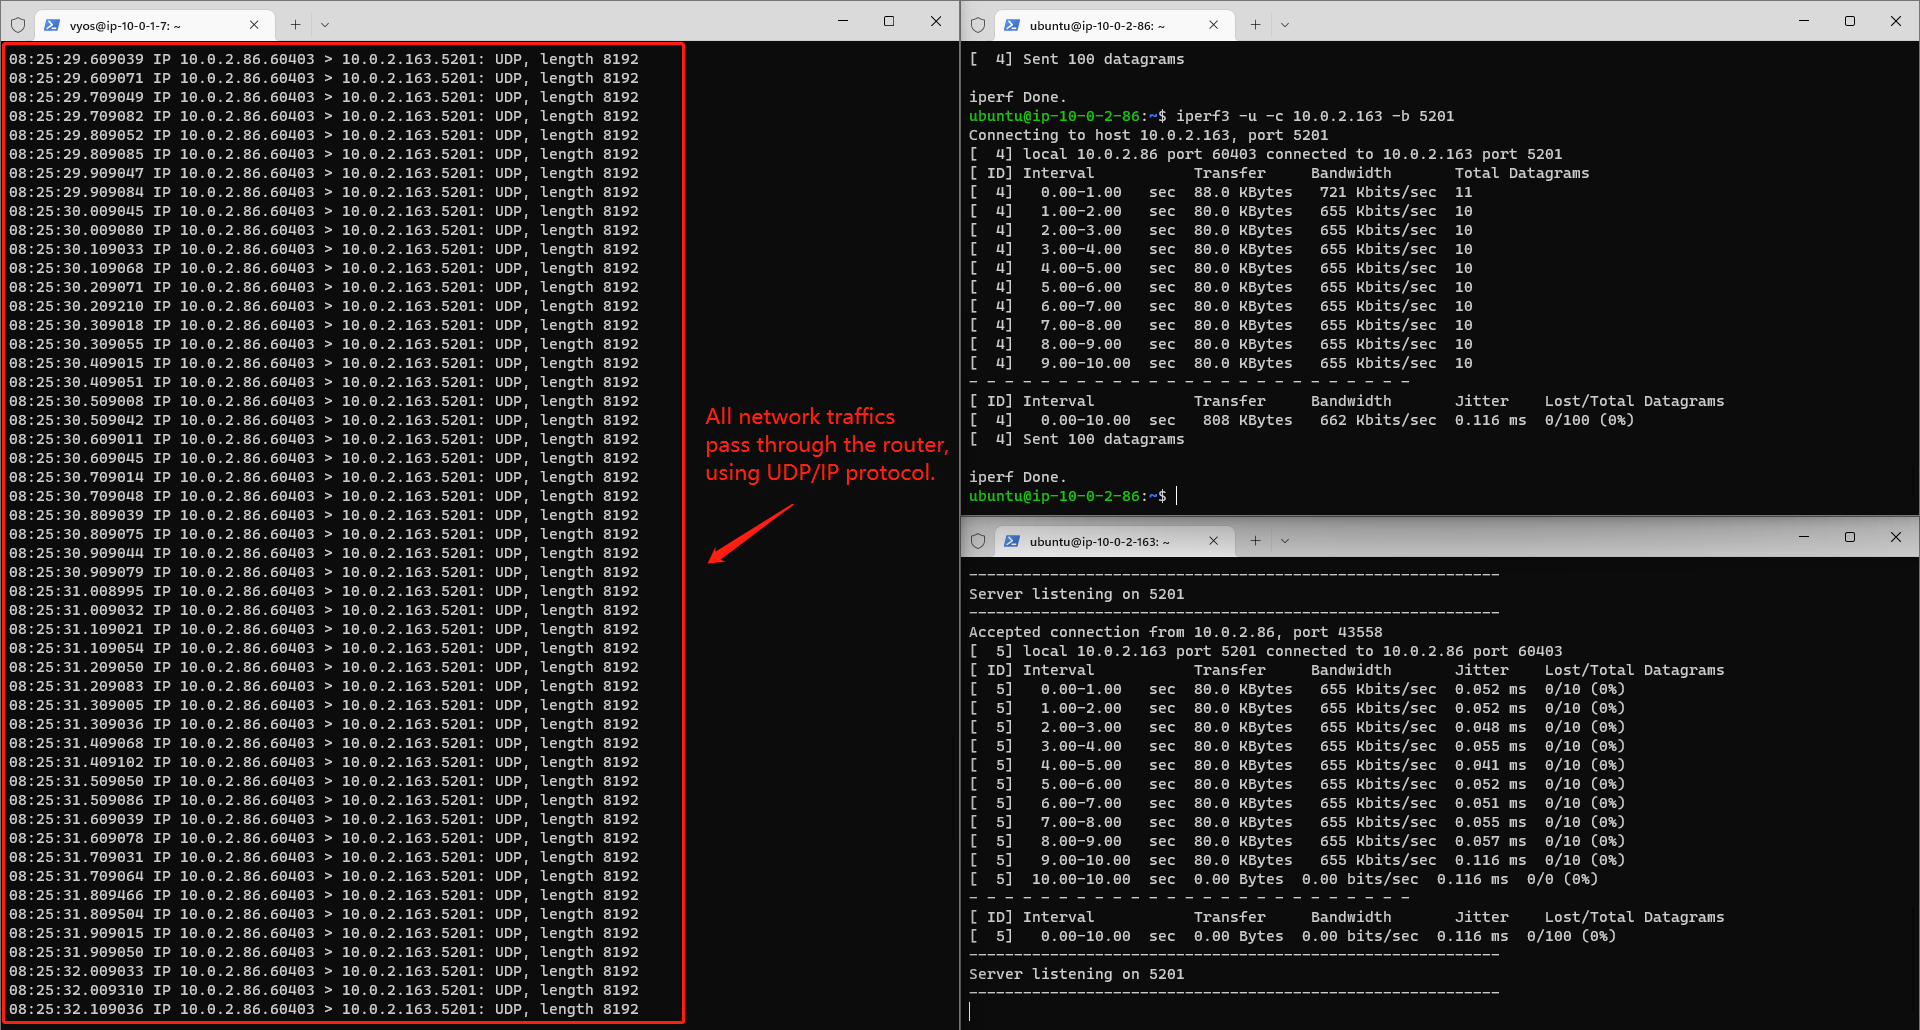 vyos@ip-10-0-1-7: ~
08:25:29.609039 IP 10.0.2.86.60403 > 10.0.2.163.5201: UDP, length 8192
08:25:29.609071 IP 10.0.2.86.60403 > 10.0.2.163.5201: UDP, length 8192
08:25:29.709049 IP 10.0.2.86.60403 > 10.0.2.163.5201: UDP, length 8192
08:25:29.709082 IP 10.0.2.86.60403 > 10.0.2.163.5201: UDP, length 8192
08:25:29.809052 IP 10.0.2.86.60403 > 10.0.2.163.5201: UDP, length 8192
08:25:29.809085 IP 10.0.2.86.60403 > 10.0.2.163.5201: UDP, length 8192
08:25:29.909047 IP 10.0.2.86.60403 > 10.0.2.163.5201: UDP, length 8192
08:25:29.909084 IP 10.0.2.86.60403 > 10.0.2.163.5201: UDP, length 8192
08:25:30.009045 IP 10.0.2.86.60403 > 10.0.2.163.5201: UDP, length 8192
08:25:30.009080 IP 10.0.2.86.60403 > 10.0.2.163.5201: UDP, length 8192
08:25:30.109033 IP 10.0.2.86.60403 > 10.0.2.163.5201: UDP, length 8192
08:25:30.109068 IP 10.0.2.86.60403 > 10.0.2.163.5201: UDP, length 8192
08:25:30.209071 IP 10.0.2.86.60403 > 10.0.2.163.5201: UDP, length 8192
08:25:30.209210 IP 10.0.2.86.60403 > 10.0.2.163.5201: UDP, length 8192
08:25:30.309018 IP 10.0.2.86.60403 > 10.0.2.163.5201: UDP, length 8192
08:25:30.309055 IP 10.0.2.86.60403 > 10.0.2.163.5201: UDP, length 8192
08:25:30.409015 IP 10.0.2.86.60403 > 10.0.2.163.5201: UDP, length 8192
08:25:30.409051 IP 10.0.2.86.60403 > 10.0.2.163.5201: UDP, length 8192
08:25:30.509008 IP 10.0.2.86.60403 > 10.0.2.163.5201: UDP, length 8192
08:25:30.509042 IP 10.0.2.86.60403 > 10.0.2.163.5201: UDP, length 8192
08:25:30.609011 IP 10.0.2.86.60403 > 10.0.2.163.5201: UDP, length 8192
08:25:30.609045 IP 10.0.2.86.60403 > 10.0.2.163.5201: UDP, length 8192
08:25:30.709014 IP 10.0.2.86.60403 > 10.0.2.163.5201: UDP, length 8192
08:25:30.709048 IP 10.0.2.86.60403 > 10.0.2.163.5201: UDP, length 8192
08:25:30.809039 IP 10.0.2.86.60403 > 10.0.2.163.5201: UDP, length 8192
08:25:30.809075 IP 10.0.2.86.60403 > 10.0.2.163.5201: UDP, length 8192
08:25:30.909044 IP 10.0.2.86.60403 > 10.0.2.163.5201: UDP, length 8192
08:25:30.909079 IP 10.0.2.86.60403 > 10.0.2.163.5201: UDP, length 8192
08:25:31.008995 IP 10.0.2.86.60403 > 10.0.2.163.5201: UDP, length 8192
08:25:31.009032 IP 10.0.2.86.60403 > 10.0.2.163.5201: UDP, length 8192
08:25:31.109021 IP 10.0.2.86.60403 > 10.0.2.163.5201: UDP, length 8192
08:25:31.109054 IP 10.0.2.86.60403 > 10.0.2.163.5201: UDP, length 8192
08:25:31.209050 IP 10.0.2.86.60403 > 10.0.2.163.5201: UDP, length 8192
08:25:31.209083 IP 10.0.2.86.60403 > 10.0.2.163.5201: UDP, length 8192
08:25:31.309005 IP 10.0.2.86.60403 > 10.0.2.163.5201: UDP, length 8192
08:25:31.309036 IP 10.0.2.86.60403 > 10.0.2.163.5201: UDP, length 8192
08:25:31.409068 IP 10.0.2.86.60403 > 10.0.2.163.5201: UDP, length 8192
08:25:31.409102 IP 10.0.2.86.60403 > 10.0.2.163.5201: UDP, length 8192
08:25:31.509050 IP 10.0.2.86.60403 > 10.0.2.163.5201: UDP, length 8192
08:25:31.509086 IP 10.0.2.86.60403 > 10.0.2.163.5201: UDP, length 8192
08:25:31.609039 IP 10.0.2.86.60403 > 10.0.2.163.5201: UDP, length 8192
08:25:31.609078 IP 10.0.2.86.60403 > 10.0.2.163.5201: UDP, length 8192
08:25:31.709031 IP 10.0.2.86.60403 > 10.0.2.163.5201: UDP, length 8192
08:25:31.709064 IP 10.0.2.86.60403 > 10.0.2.163.5201: UDP, length 8192
08:25:31.809466 IP 10.0.2.86.60403 > 10.0.2.163.5201: UDP, length 8192
08:25:31.809504 IP 10.0.2.86.60403 > 10.0.2.163.5201: UDP, length 8192
08:25:31.909015 IP 10.0.2.86.60403 > 10.0.2.163.5201: UDP, length 8192
08:25:31.909050 IP 10.0.2.86.60403 > 10.0.2.163.5201: UDP, length 8192
08:25:32.009033 IP 10.0.2.86.60403 > 10.0.2.163.5201: UDP, length 8192
08:25:32.009310 IP 10.0.2.86.60403 > 10.0.2.163.5201: UDP, length 8192
08:25:32.109036 IP 10.0.2.86.60403 > 10.0.2.163.5201: UDP, length 8192
All network traffics
pass through the router,
using UDP/IP protocol.
ubuntu@ip-10-0-2-86: ~
[  4] Sent 100 datagrams
iperf Done.
ubuntu@ip-10-0-2-86:~$ iperf3 -u -c 10.0.2.163 -b 5201
Connecting to host 10.0.2.163, port 5201
[  4] local 10.0.2.86 port 60403 connected to 10.0.2.163 port 5201
[ ID] Interval           Transfer     Bandwidth       Total Datagrams
[  4]   0.00-1.00   sec  88.0 KBytes   721 Kbits/sec  11
[  4]   1.00-2.00   sec  80.0 KBytes   655 Kbits/sec  10
[  4]   2.00-3.00   sec  80.0 KBytes   655 Kbits/sec  10
[  4]   3.00-4.00   sec  80.0 KBytes   655 Kbits/sec  10
[  4]   4.00-5.00   sec  80.0 KBytes   655 Kbits/sec  10
[  4]   5.00-6.00   sec  80.0 KBytes   655 Kbits/sec  10
[  4]   6.00-7.00   sec  80.0 KBytes   655 Kbits/sec  10
[  4]   7.00-8.00   sec  80.0 KBytes   655 Kbits/sec  10
[  4]   8.00-9.00   sec  80.0 KBytes   655 Kbits/sec  10
[  4]   9.00-10.00  sec  80.0 KBytes   655 Kbits/sec  10
- - - - - - - - - - - - - - - - - - - - - - - - -
[ ID] Interval           Transfer     Bandwidth       Jitter    Lost/Total Datagrams
[  4]   0.00-10.00  sec   808 KBytes   662 Kbits/sec  0.116 ms  0/100 (0%)
[  4] Sent 100 datagrams
iperf Done.
ubuntu@ip-10-0-2-86:~$
ubuntu@ip-10-0-2-163: ~
-----------------------------------------------------------
Server listening on 5201
-----------------------------------------------------------
Accepted connection from 10.0.2.86, port 43558
[  5] local 10.0.2.163 port 5201 connected to 10.0.2.86 port 60403
[ ID] Interval           Transfer     Bandwidth       Jitter    Lost/Total Datagrams
[  5]   0.00-1.00   sec  80.0 KBytes   655 Kbits/sec  0.052 ms  0/10 (0%)
[  5]   1.00-2.00   sec  80.0 KBytes   655 Kbits/sec  0.052 ms  0/10 (0%)
[  5]   2.00-3.00   sec  80.0 KBytes   655 Kbits/sec  0.048 ms  0/10 (0%)
[  5]   3.00-4.00   sec  80.0 KBytes   655 Kbits/sec  0.055 ms  0/10 (0%)
[  5]   4.00-5.00   sec  80.0 KBytes   655 Kbits/sec  0.041 ms  0/10 (0%)
[  5]   5.00-6.00   sec  80.0 KBytes   655 Kbits/sec  0.052 ms  0/10 (0%)
[  5]   6.00-7.00   sec  80.0 KBytes   655 Kbits/sec  0.051 ms  0/10 (0%)
[  5]   7.00-8.00   sec  80.0 KBytes   655 Kbits/sec  0.055 ms  0/10 (0%)
[  5]   8.00-9.00   sec  80.0 KBytes   655 Kbits/sec  0.057 ms  0/10 (0%)
[  5]   9.00-10.00  sec  80.0 KBytes   655 Kbits/sec  0.116 ms  0/10 (0%)
[  5]  10.00-10.00  sec  0.00 Bytes  0.00 bits/sec  0.116 ms  0/0 (0%)
- - - - - - - - - - - - - - - - - - - - - - - - -
[ ID] Interval           Transfer     Bandwidth       Jitter    Lost/Total Datagrams
[  5]   0.00-10.00  sec  0.00 Bytes  0.00 bits/sec  0.116 ms  0/100 (0%)
-----------------------------------------------------------
Server listening on 5201
-----------------------------------------------------------